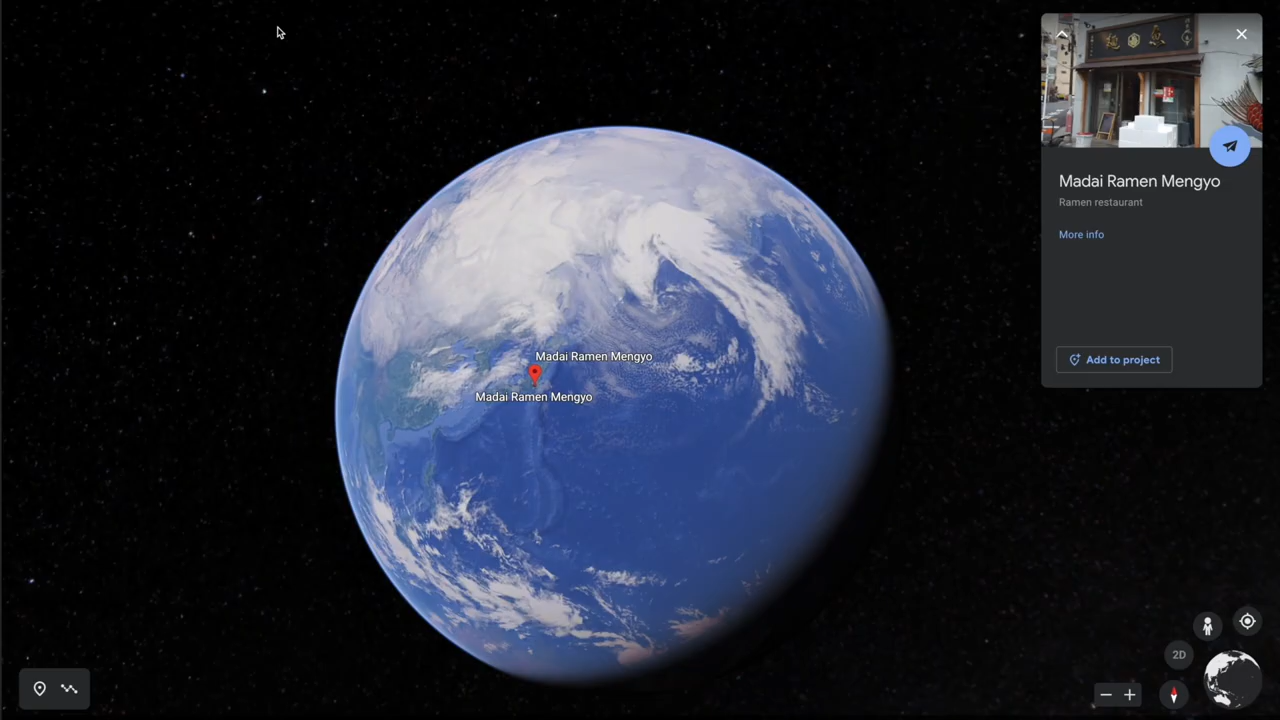 Madai Ramen Mengyo
Madai Ramen Mengyo
Madai Ramen Mengyo
Ramen restaurant
More info
Add to project
2D